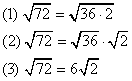 (1) √72 = √36 · 2
(2) √72 = √36 · √2
(3) √72 = 6√2